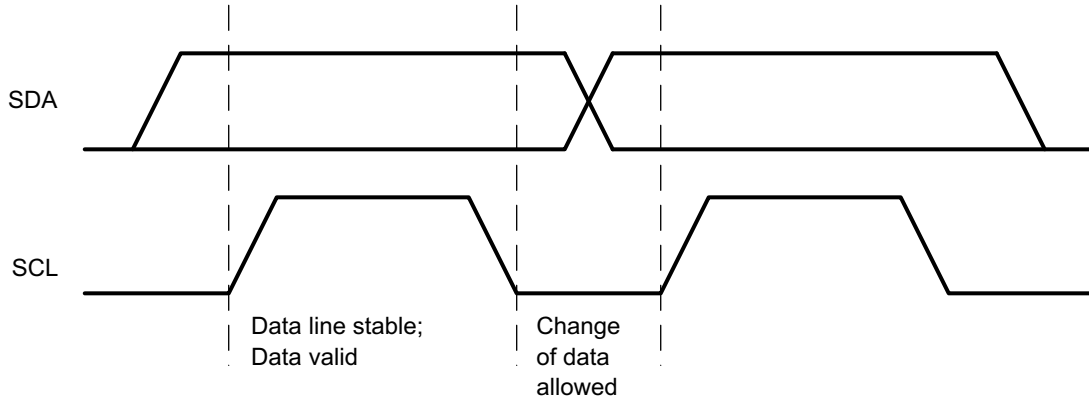 SDA
SCL
Data line stable;
Data valid
Change
of data
allowed